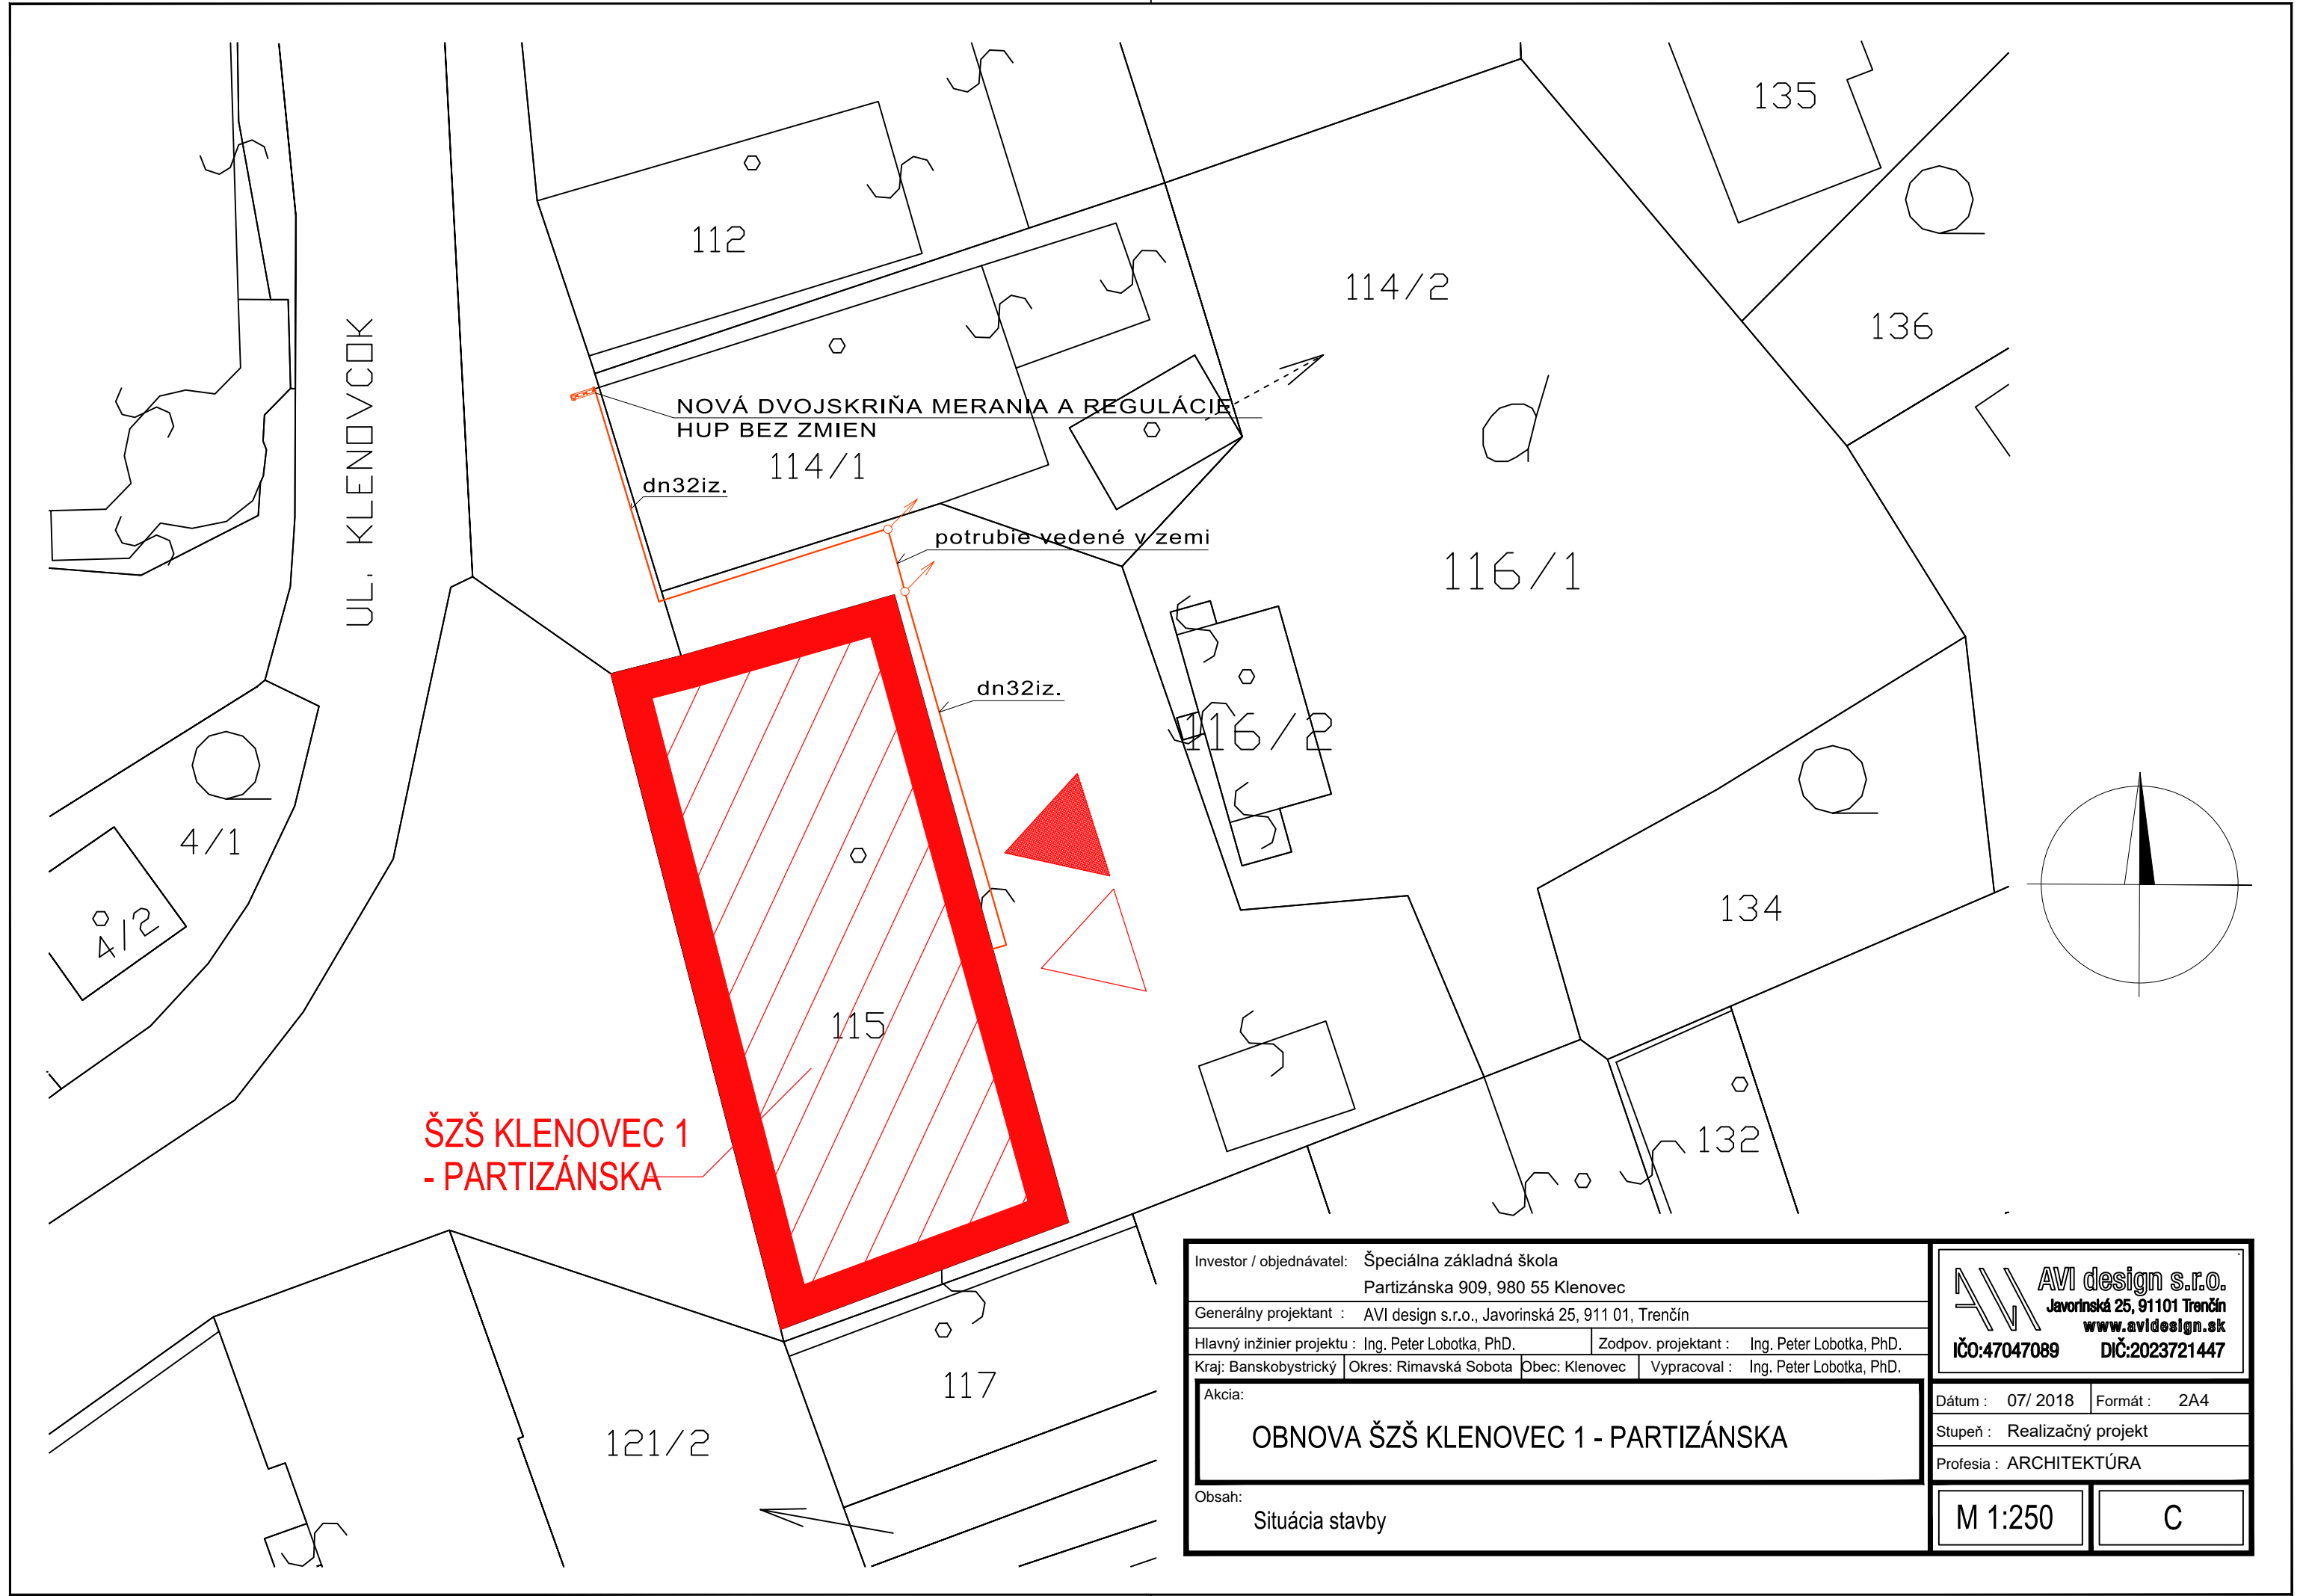 135
112
114/2
136
UL. KLENOVCOK
NOVÁ DVOJSKRIŇA MERANIA A REGULÁCIE
HUP BEZ ZMIEN
114/1
dn32iz.
potrubie vedené v zemi
116/1
dn32iz.
116/2
4/1
4/2
134
115
ŠZŠ KLENOVEC 1
- PARTIZÁNSKA
132
117
121/2
Investor / objednávateľ: Špeciálna základná škola
Partizánska 909, 980 55 Klenovec
Generálny projektant : AVI design s.r.o., Javorinská 25, 911 01, Trenčín
Hlavný inžinier projektu : Ing. Peter Lobotka, PhD. Zodpov. projektant : Ing. Peter Lobotka, PhD.
Kraj: Banskobystrický Okres: Rimavská Sobota Obec: Klenovec Vypracoval : Ing. Peter Lobotka, PhD.
Akcia:
OBNOVA ŠZŠ KLENOVEC 1 - PARTIZÁNSKA
Obsah:
Situácia stavby
AVI design s.r.o.
Javorinská 25, 91101 Trenčín
www.avidesign.sk
IČO:47047089 DIČ:2023721447
Dátum : 07/ 2018 Formát : 2A4
Stupeň : Realizačný projekt
Profesia : ARCHITEKTÚRA
M 1:250 C